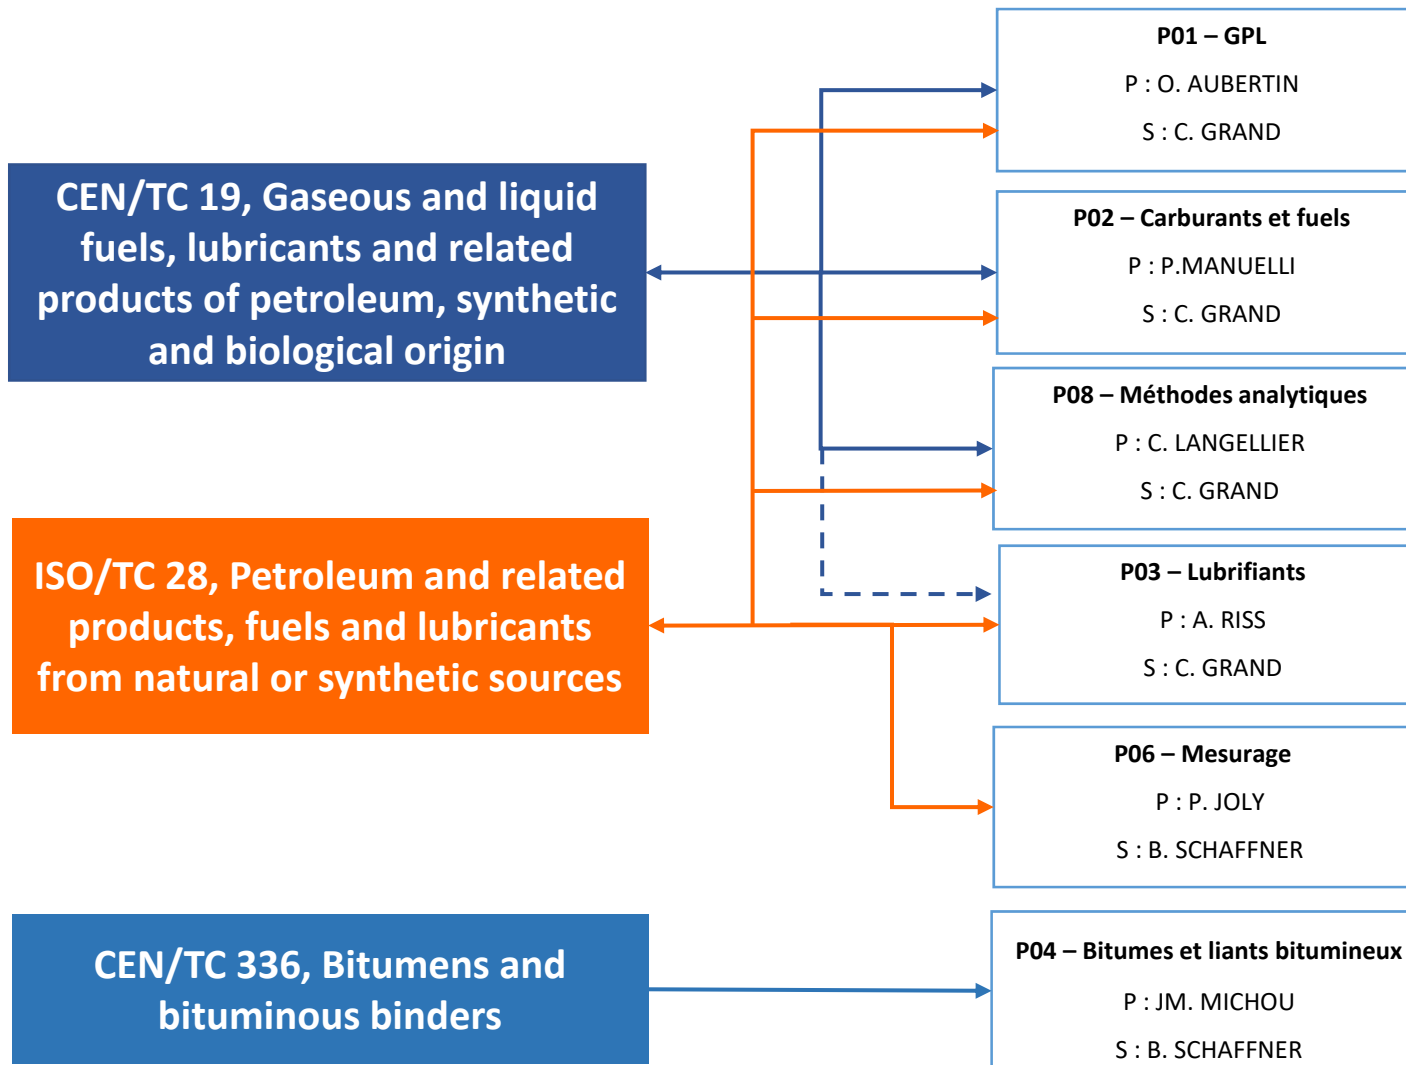 CEN/TC 19, Gaseous and liquid
fuels, lubricants and related
products of petroleum, synthetic
and biological origin
ISO/TC 28, Petroleum and related
products, fuels and lubricants
from natural or synthetic sources
CEN/TC 336, Bitumens and
bituminous binders
P01 – GPL
P : O. AUBERTIN
S : C. GRAND
P02 – Carburants et fuels
P : P.MANUELLI
S : C. GRAND
P08 – Méthodes analytiques
P : C. LANGELLIER
S : C. GRAND
P03 – Lubrifiants
P : A. RISS
S : C. GRAND
P06 – Mesurage
P : P. JOLY
S : B. SCHAFFNER
P04 – Bitumes et liants bitumineux
P : JM. MICHOU
S : B. SCHAFFNER